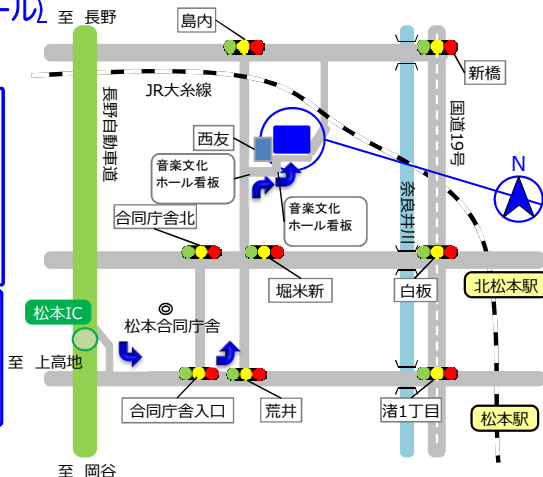 ール)
至 長野
島内
新橋
JR大糸線
長野自動車道
国道19号
西友
音楽文化
ホール看板
N
音楽文化
ホール看板
奈良井川
合同庁舎北
堀米新
白板
北松本駅
松本IC
松本合同庁舎
至 上高地
合同庁舎入口
荒井
渚1丁目
松本駅
至 岡谷